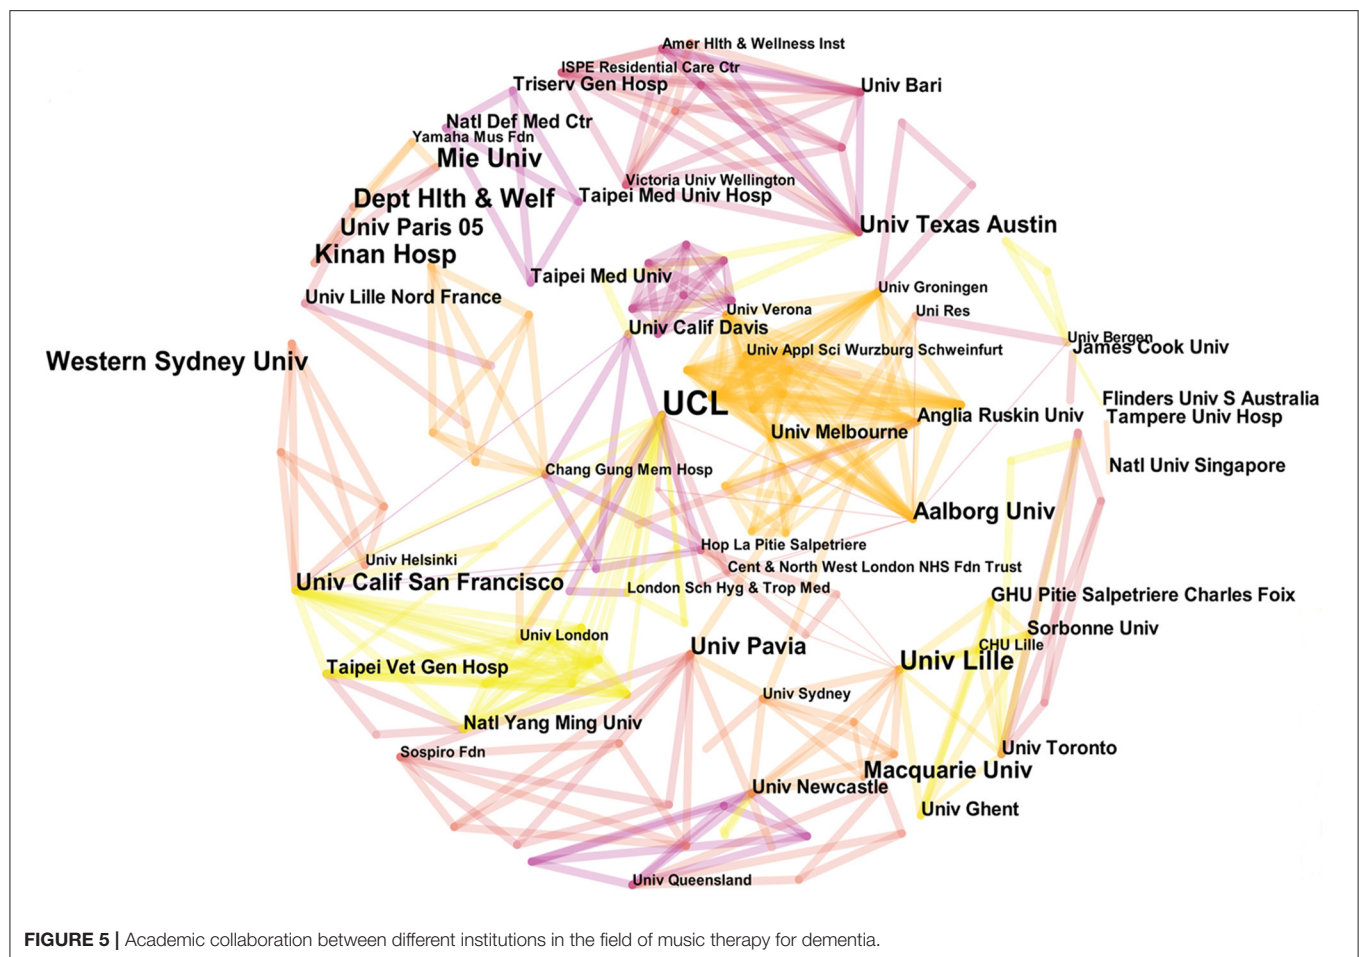 Amer Hlth & Wellness Inst
ISPE Residential Care Ctr
Triserv Gen Hosp
Univ Bari
Natl Def Med Ctr
Yamaha Mus Fdn
Mie Univ
Victoria Univ Wellington
Dept Hlth & Welf
Taipei Med Univ Hosp
Univ Paris 05
Univ Texas Austin
Kinan Hosp
Taipei Med Univ
Univ Lille Nord France
Univ Groningen
Univ Verona
Uni Res
Univ Calif Davis
Univ Bergen
James Cook Univ
Univ Appl Sci Wurzburg Schweinfurt
Western Sydney Univ
UCL
Flinders Univ S Australia
Anglia Ruskin Univ
Tampere Univ Hosp
Univ Melbourne
Natl Univ Singapore
Chang Gung Mem Hosp
Aalborg Univ
Hop La Pitie Salpetriere
Univ Helsinki
Cent & North West London NHS Fdn Trust
Univ Calif San Francisco
London Sch Hyg & Trop Med
GHU Pitie Salpetriere Charles Foix
Sorbonne Univ
Univ London
CHU Lille
Univ Pavia
Univ Lille
Taipei Vet Gen Hosp
Univ Sydney
Natl Yang Ming Univ
Univ Toronto
Sospiro Fdn
Macquarie Univ
Univ Newcastle
Univ Ghent
Univ Queensland
FIGURE 5 | Academic collaboration between different institutions in the field of music therapy for dementia.